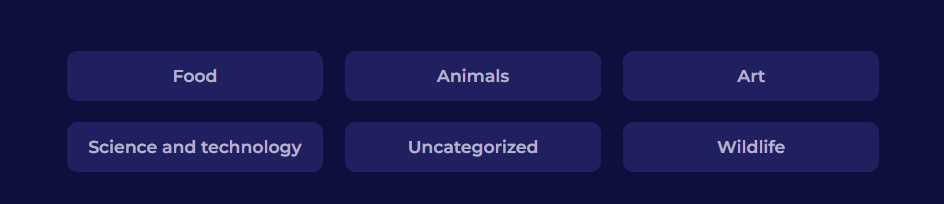 Food
Animals
Art
Science and technology
Uncategorized
Wildlife